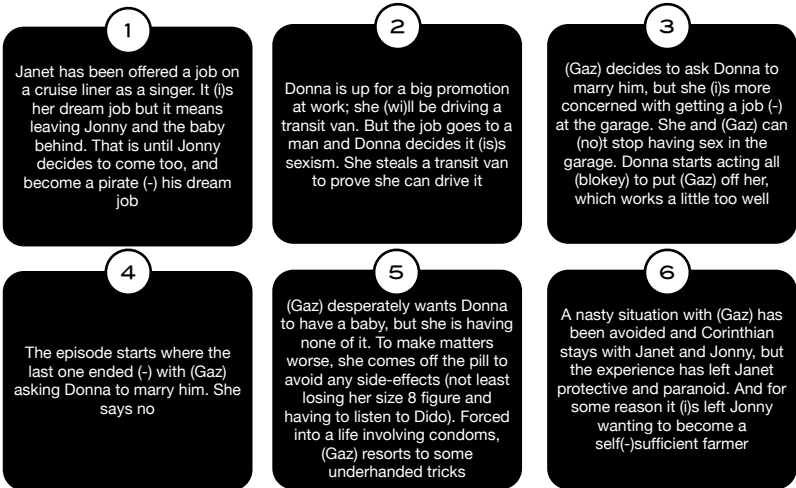 1
Janet has been offered a job on
a cruise liner as a singer. It (i)s
her dream job but it means
leaving Jonny and the baby
behind. That is until Jonny
decides to come too, and
become a pirate (-) his dream
job
2
Donna is up for a big promotion
at work; she (wi)ll be driving a
transit van. But the job goes to a
man and Donna decides it (is)s
sexism. She steals a transit van
to prove she can drive it
3
(Gaz) decides to ask Donna to
marry him, but she (i)s more
concerned with getting a job (-)
at the garage. She and (Gaz) can
(no)t stop having sex in the
garage. Donna starts acting all
(blokey) to put (Gaz) off her,
which works a little too well
4
The episode starts where the
last one ended (-) with (Gaz)
asking Donna to marry him. She
says no
5
(Gaz) desperately wants Donna
to have a baby, but she is having
none of it. To make matters
worse, she comes off the pill to
avoid any side-effects (not least
losing her size 8 figure and
having to listen to Dido). Forced
into a life involving condoms,
(Gaz) resorts to some
underhanded tricks
6
A nasty situation with (Gaz) has
been avoided and Corinthian
stays with Janet and Jonny, but
the experience has left Janet
protective and paranoid. And for
some reason it (i)s left Jonny
wanting to become a
self(-)sufficient farmer